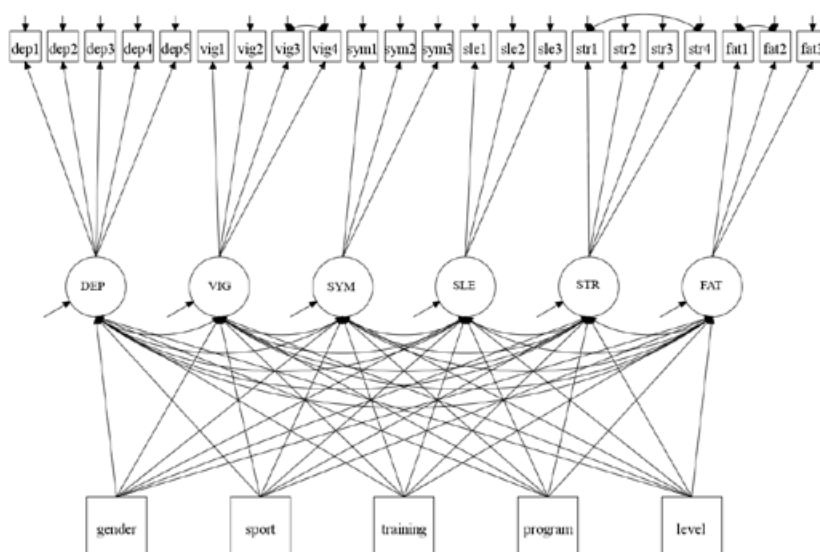 dep1 dep2 dep3 dep4 dep5 vig1 vig2 vig3 vig4 sym1 sym2 sym3 sle1 sle2 sle3 str1 str2 str3 str4 fat1 fat2 fat3
DEP VIG SYM SLE STR FAT
gender sport training program level